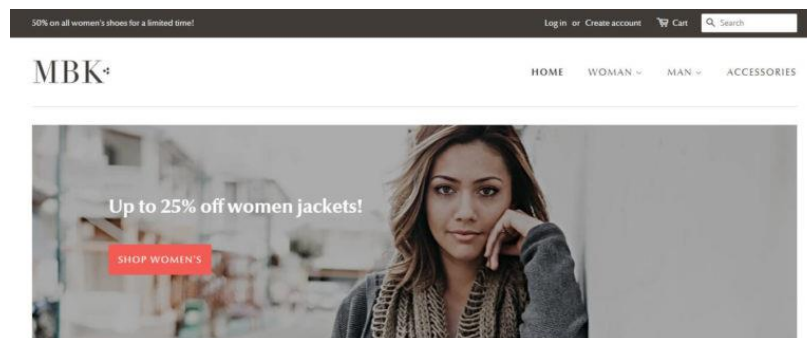 50% on all women's shoes for a limited time!
Log in or Create account Cart Search
MBK
HOME WOMAN MAN ACCESSORIES
Up to 25% off women jackets!
SHOP WOMEN'S